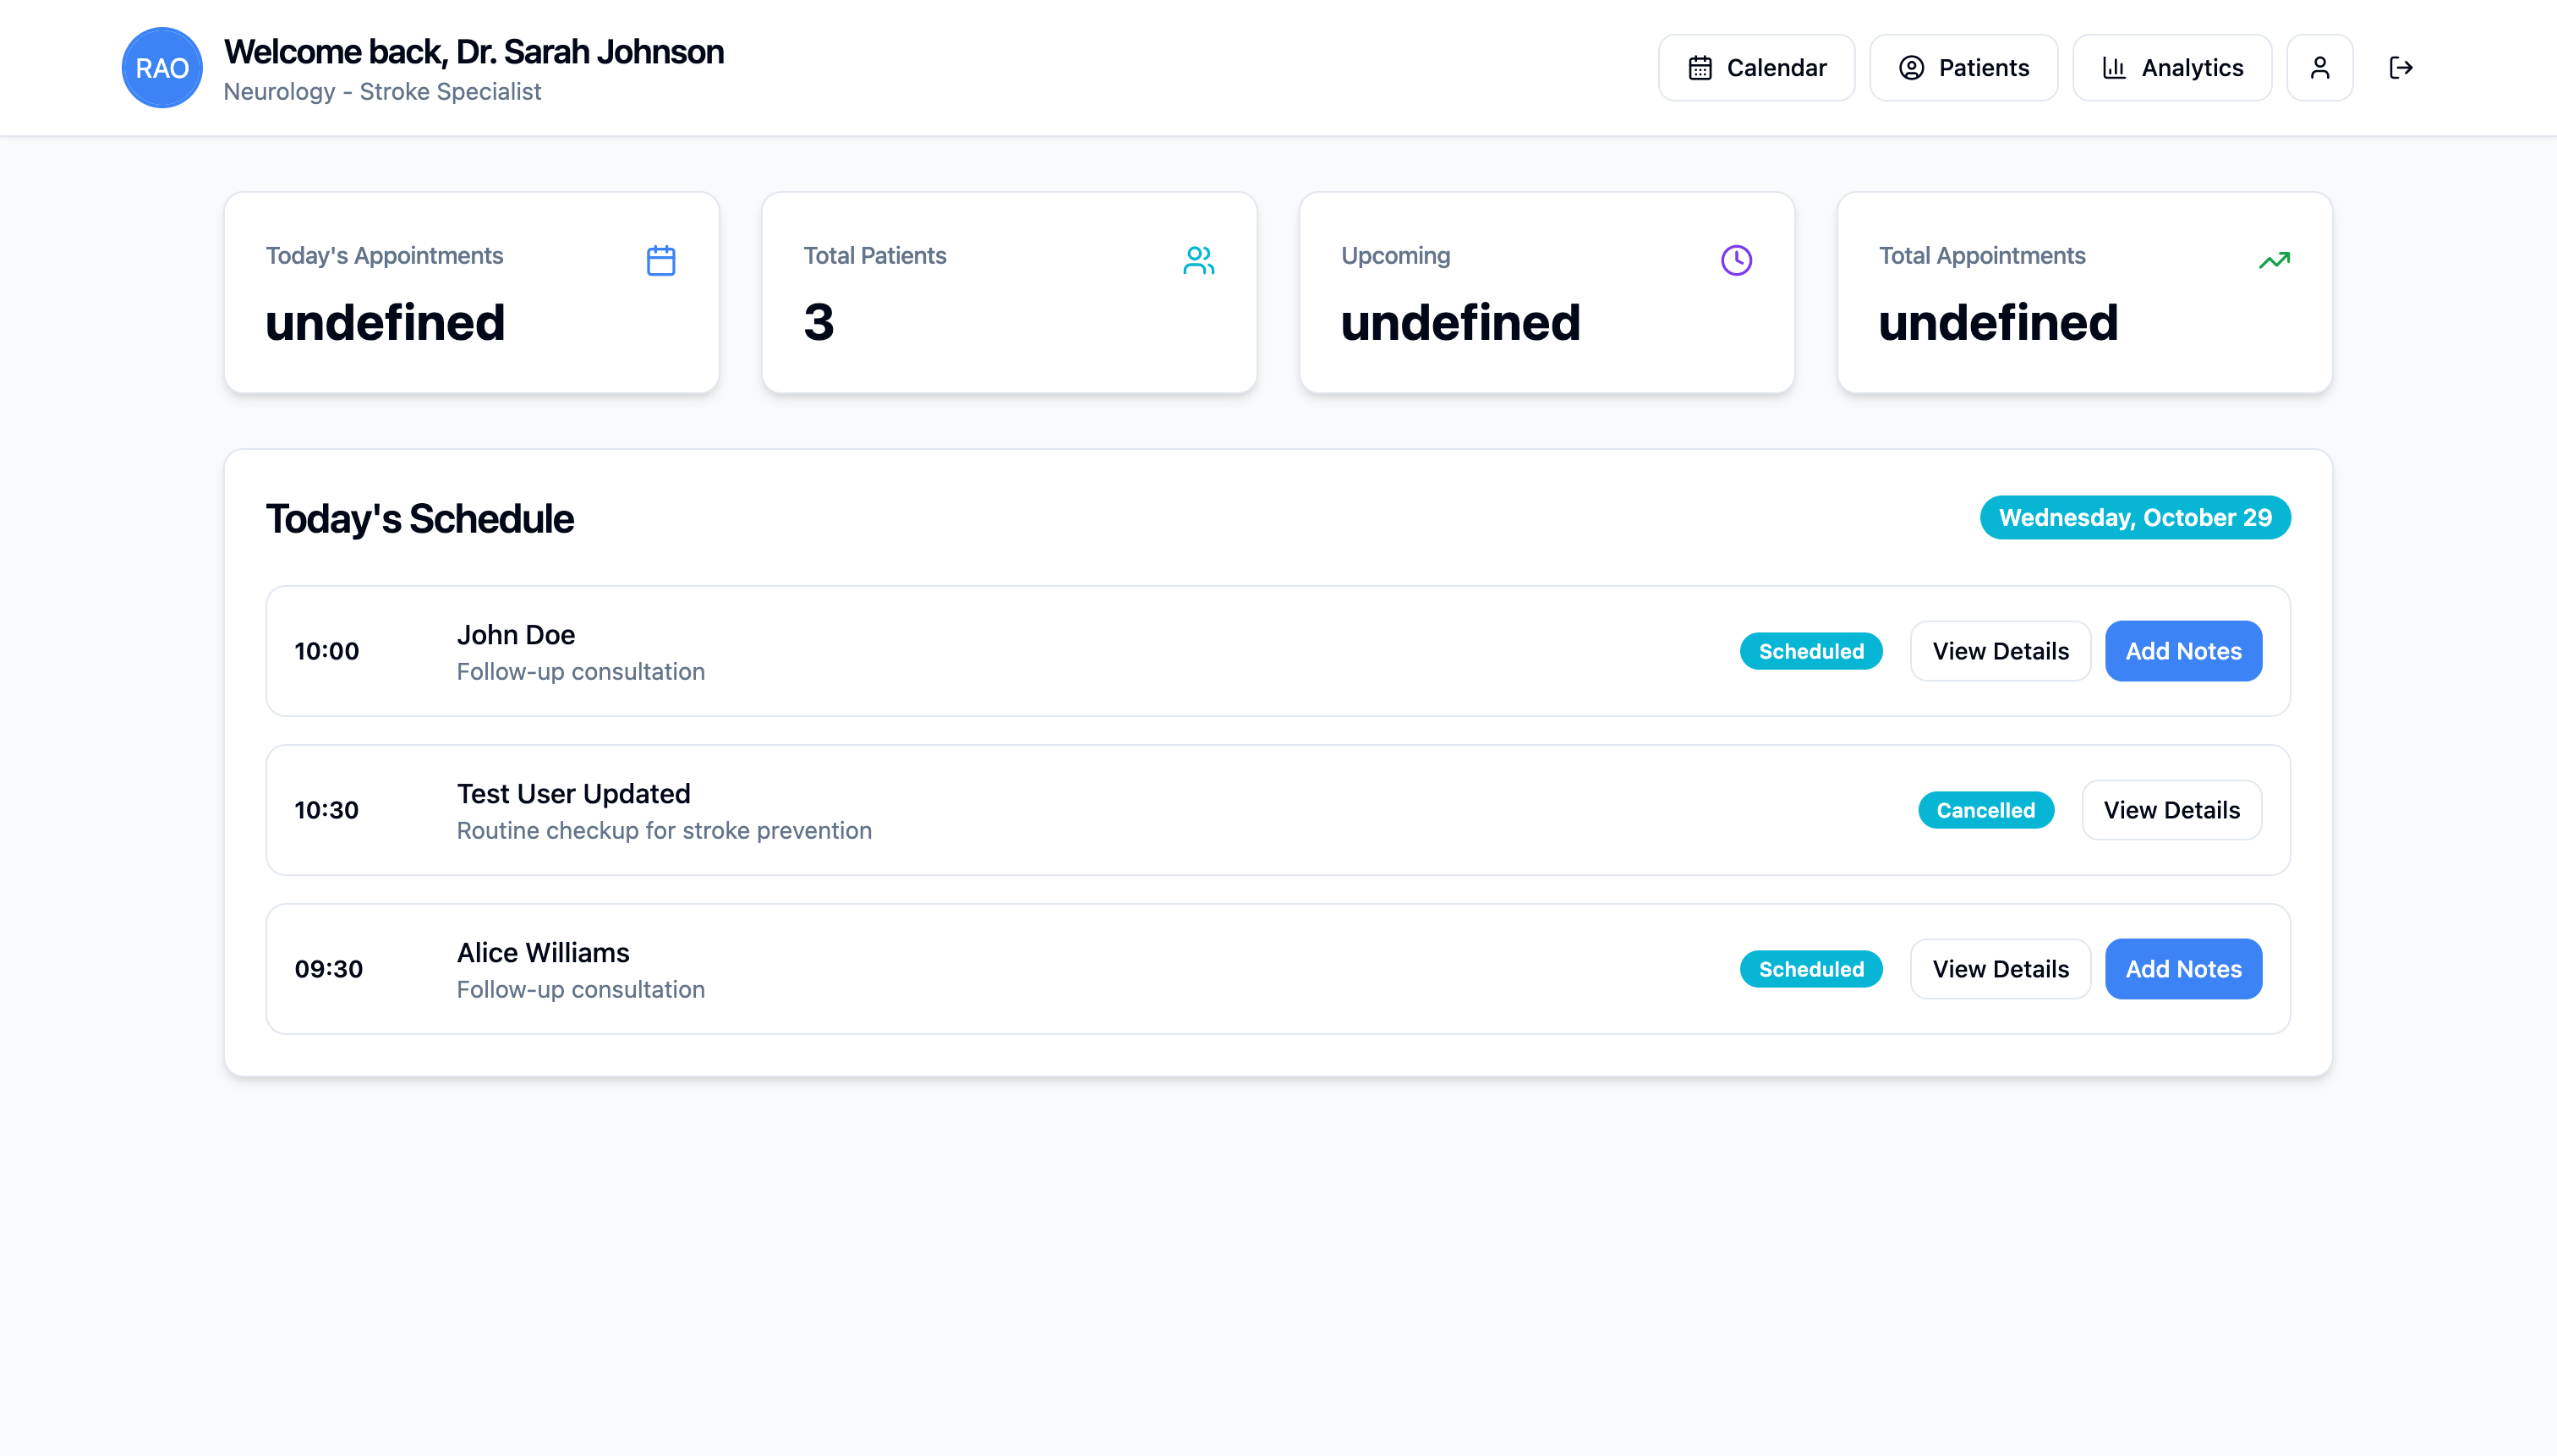 RAO
Welcome back, Dr. Sarah Johnson
Neurology - Stroke Specialist
Calendar
Patients
Analytics
Today's Appointments
undefined
Total Patients
3
Upcoming
undefined
Total Appointments
undefined
Today's Schedule
Wednesday, October 29
10:00
John Doe
Follow-up consultation
Scheduled
View Details
Add Notes
10:30
Test User Updated
Routine checkup for stroke prevention
Cancelled
View Details
09:30
Alice Williams
Follow-up consultation
Scheduled
View Details
Add Notes